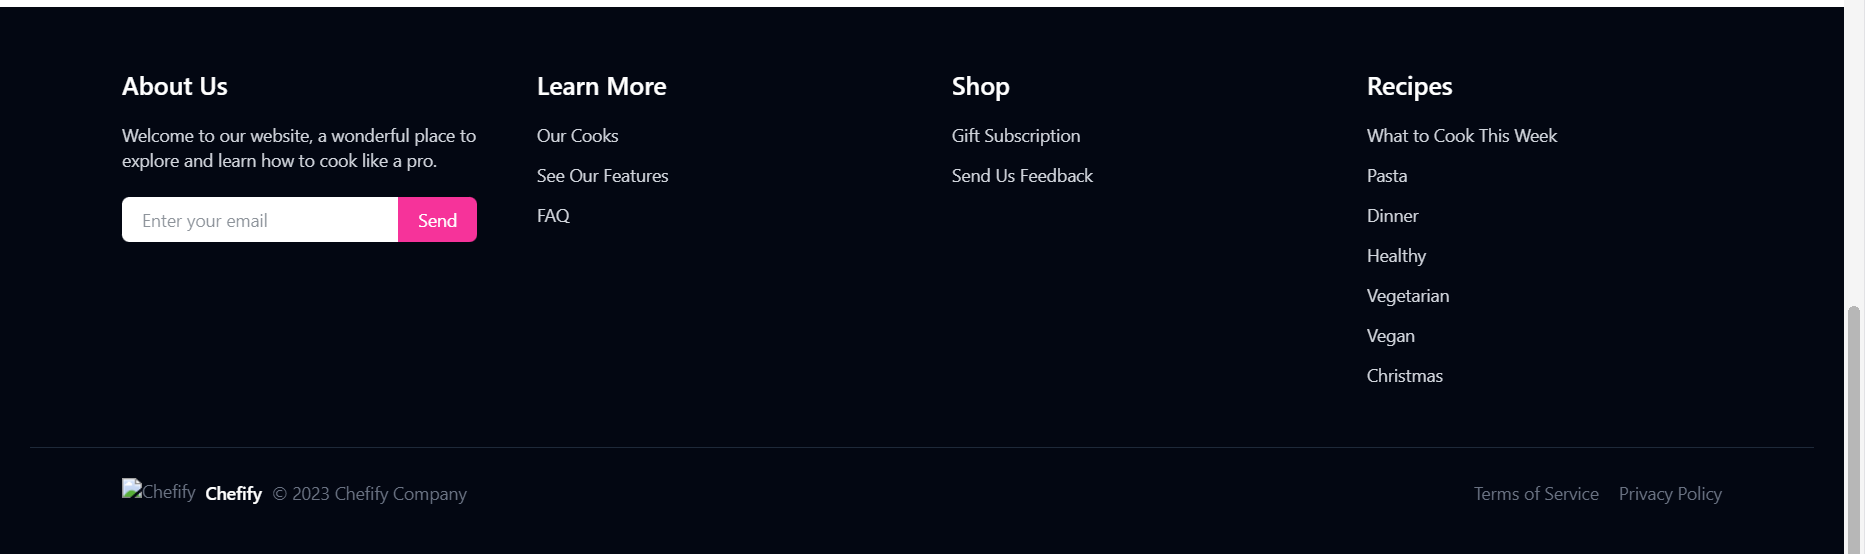 About Us
Welcome to our website, a wonderful place to
explore and learn how to cook like a pro.
Enter your email
Send
Learn More
Our Cooks
See Our Features
FAQ
Shop
Gift Subscription
Send Us Feedback
Recipes
What to Cook This Week
Pasta
Dinner
Healthy
Vegetarian
Vegan
Christmas
Chefify Chefify © 2023 Chefify Company
Terms of Service Privacy Policy